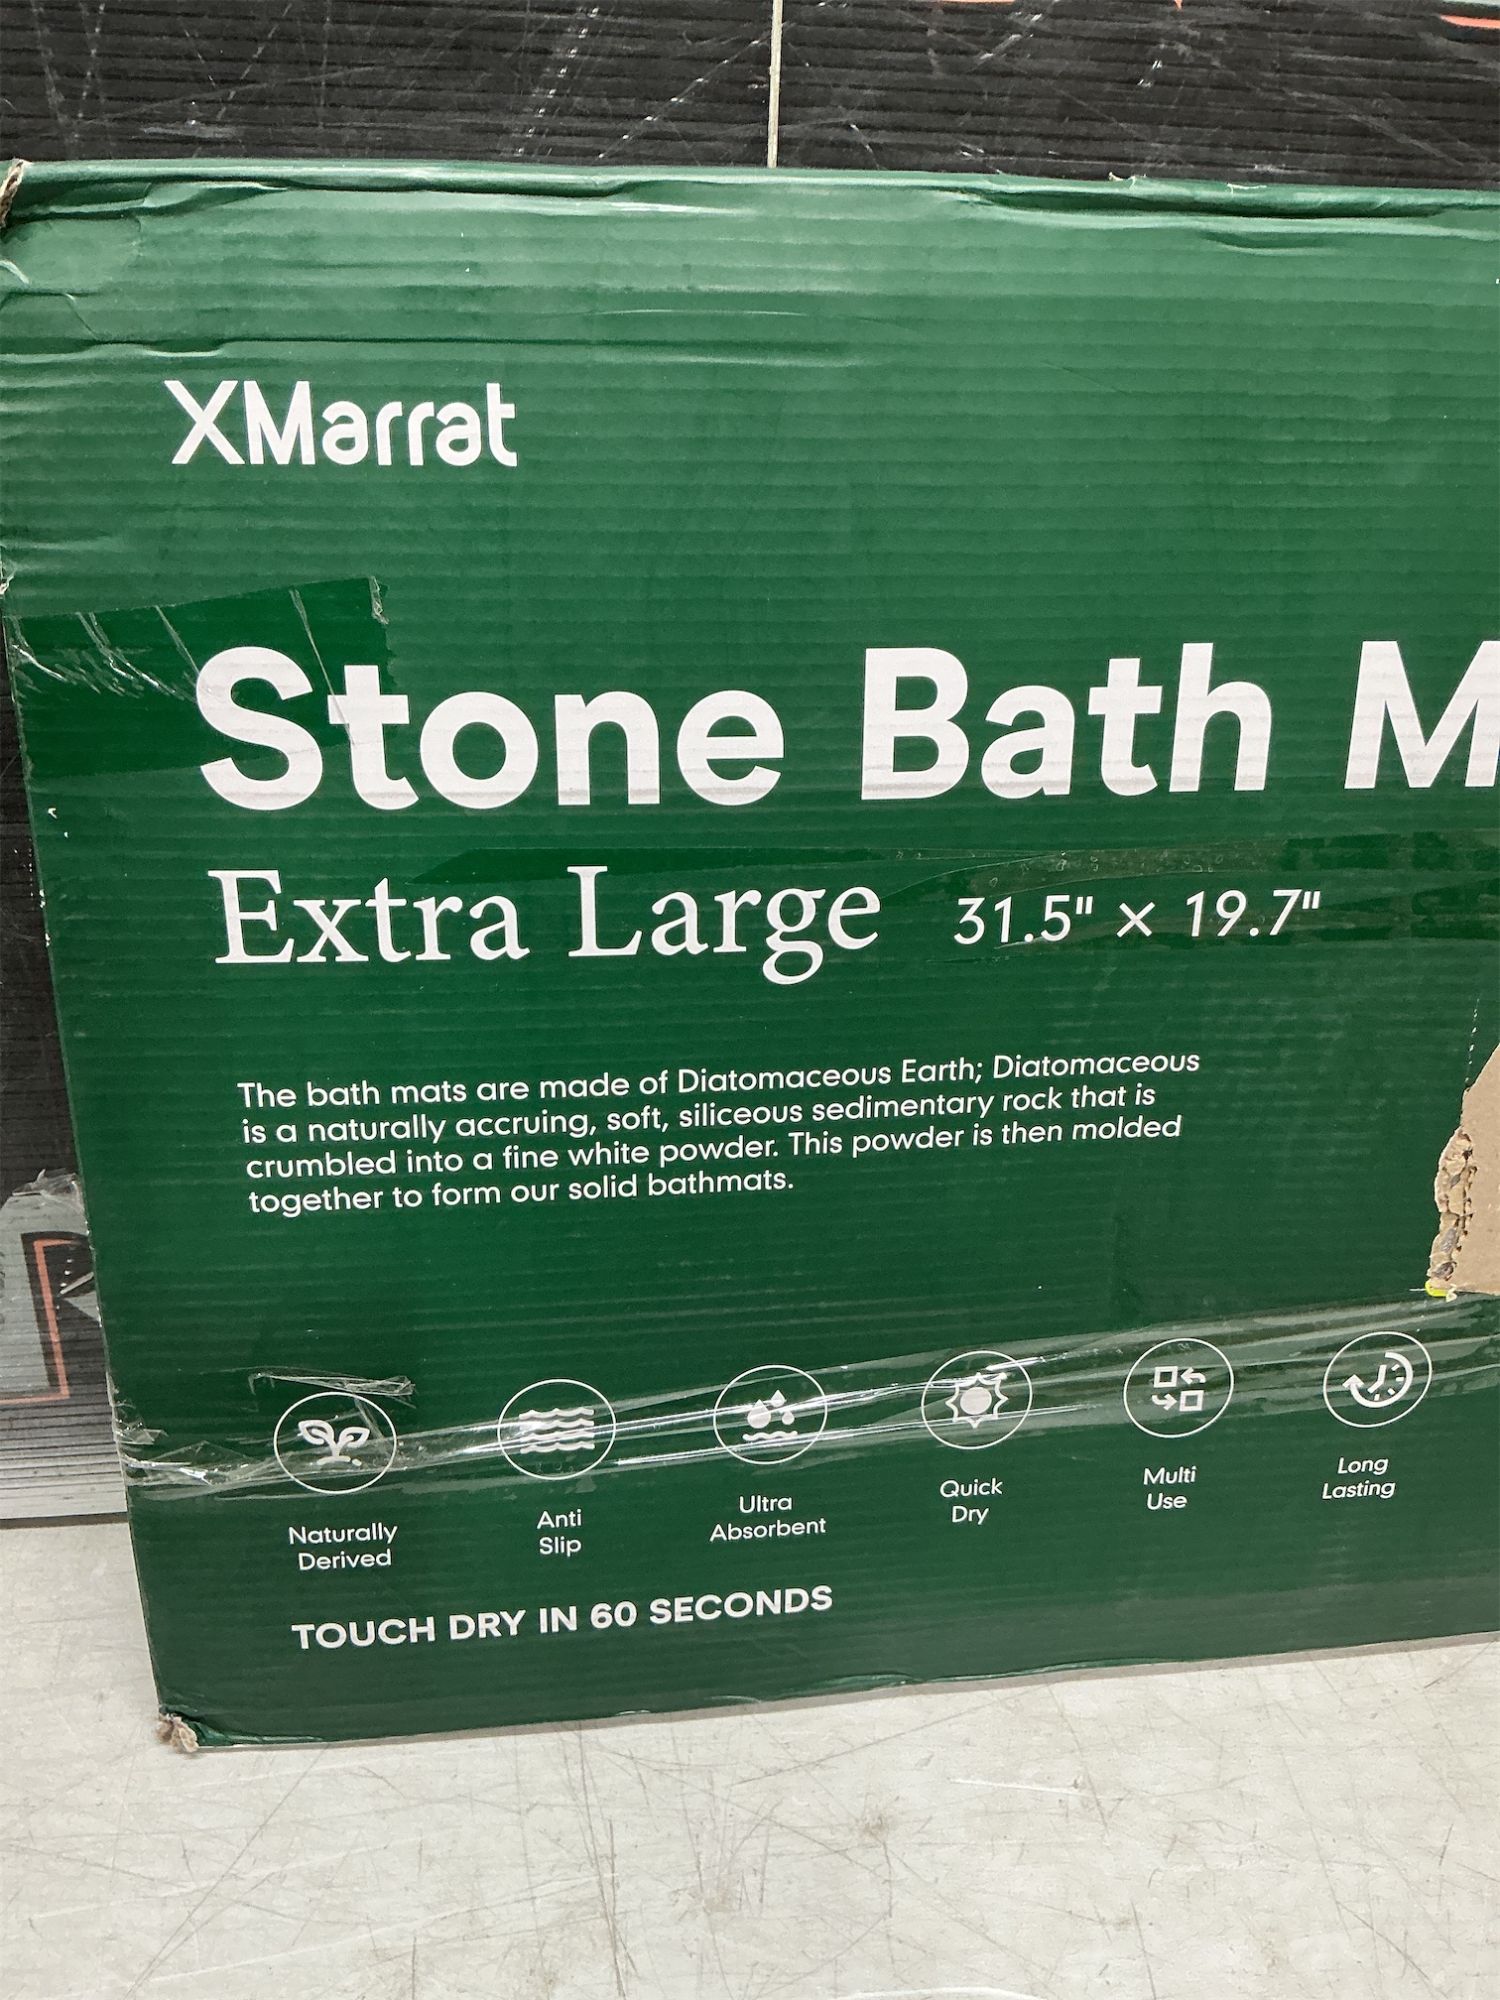 XMarrat
Stone Bath M
Extra Large 31.5" × 19.7"
The bath mats are made of Diatomaceous Earth; Diatomaceous
is a naturally accruing, soft, siliceous sedimentary rock that is
crumbled into a fine white powder. This powder is then molded
together to form our solid bathmats.
Naturally
Derived
Anti
Slip
Ultra
Absorbent
Quick
Dry
Multi
Use
Long
Lasting
TOUCH DRY IN 60 SECONDS